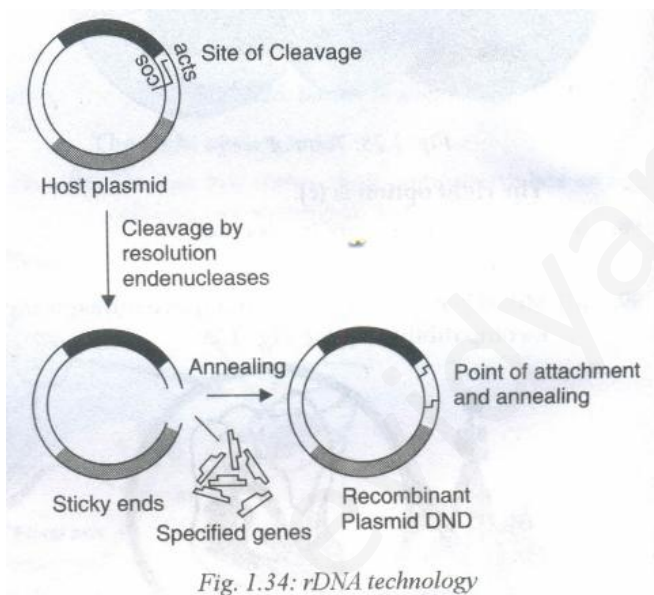 acts
Site of Cleavage
Host plasmid
Cleavage by
resolution
endenucleases
Annealing
Point of attachment
and annealing
Sticky ends
Specified genes
Recombinant
Plasmid DND
Fig. 1.34: rDNA technology